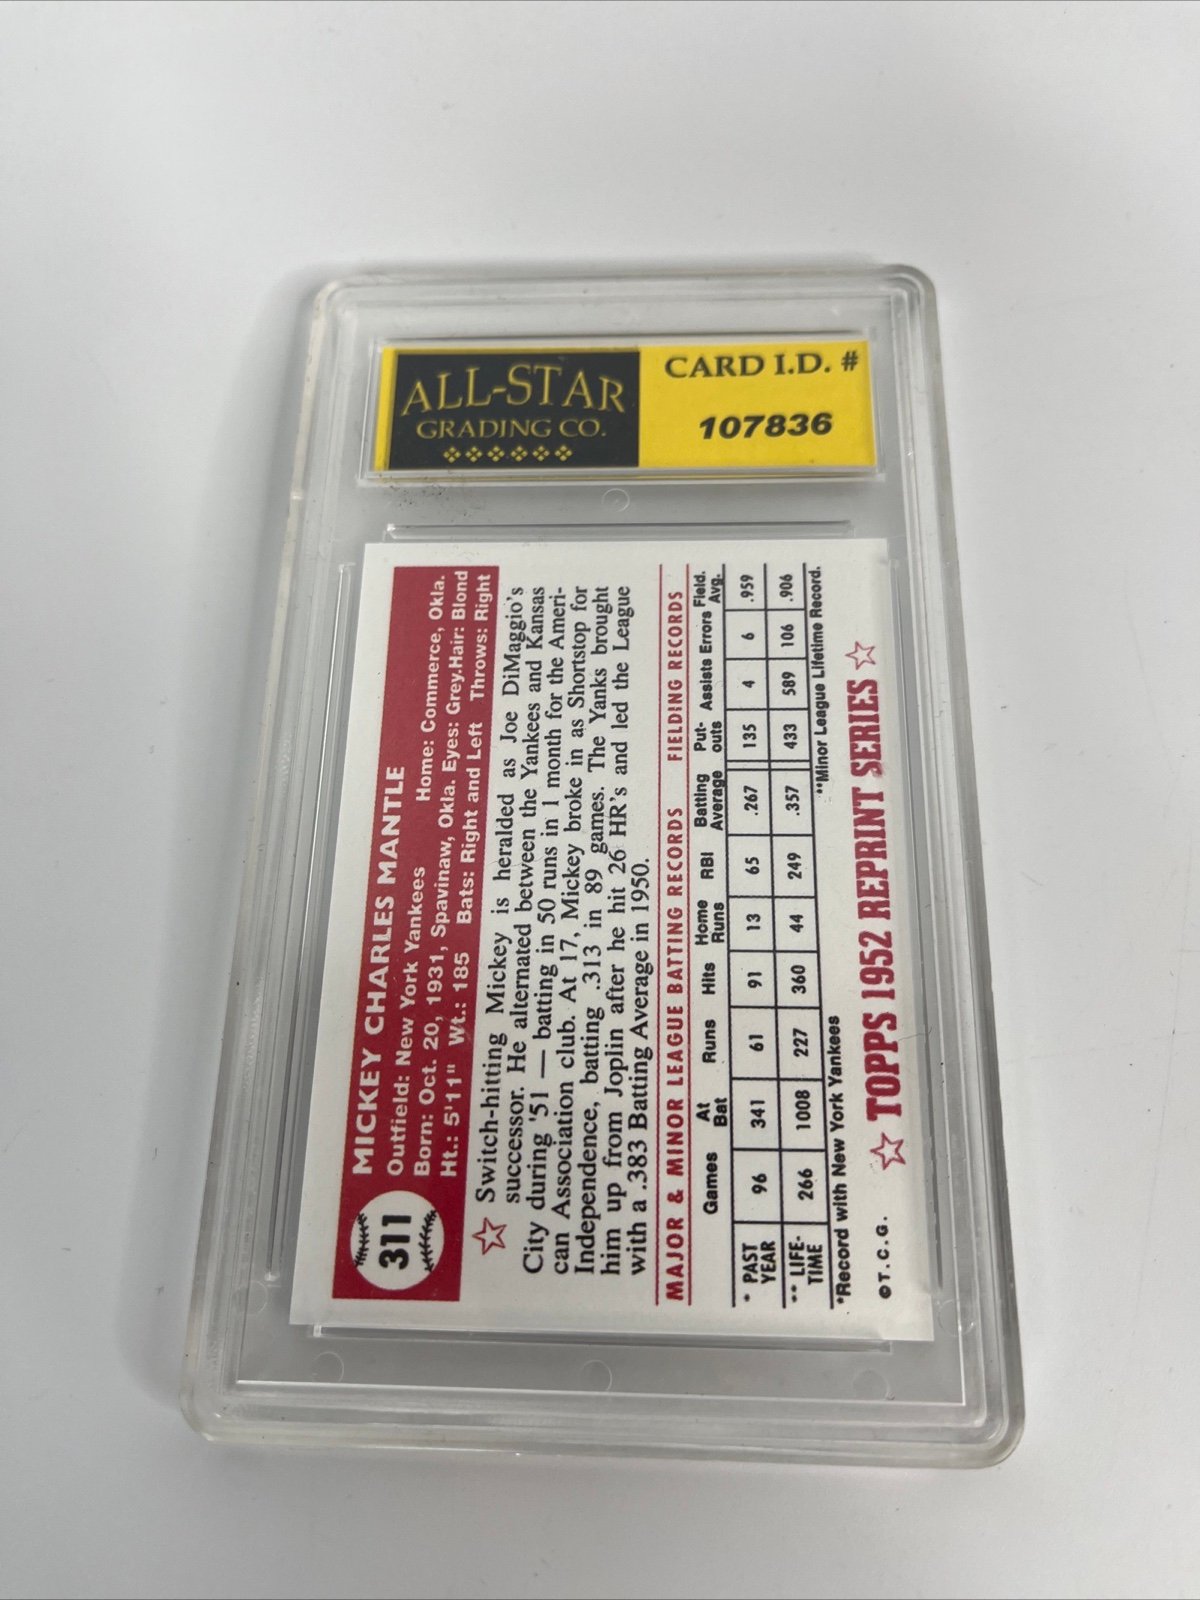 ALL-STAR
GRADING CO.
CARD I.D. #
107836
311
MICKEY CHARLES MANTLE
Outfield: New York Yankees Home: Commerce, Okla.
Born: Oct. 20, 1931, Spavinaw, Okla. Eyes: Grey.Hair: Blond
Ht.: 5'11" Wt.: 185 Bats: Right and Left Throws: Right
Switch-hitting Mickey is heralded as Joe DiMaggio's
successor. He alternated between the Yankees and Kansas
City during '51 — batting in 50 runs in 1 month for the Ameri-
can Association club. At 17, Mickey broke in as Shortstop for
Independence, batting .313 in 89 games. The Yanks brought
him up from Joplin after he hit 26 HR's and led the League
with a .383 Batting Average in 1950.
MAJOR & MINOR LEAGUE BATTING RECORDS FIELDING RECORDS
Games At Bat Runs Hits Home Runs RBI Batting Average Put-outs Assists Errors Field. Avg.
* PAST YEAR 96 341 61 91 13 65 .267 135 4 6 .959
** LIFE-TIME 266 1008 227 360 44 249 .357 433 589 106 .906
*Record with New York Yankees **Minor League Lifetime Record.
©T.C.G. TOPPS 1952 REPRINT SERIES